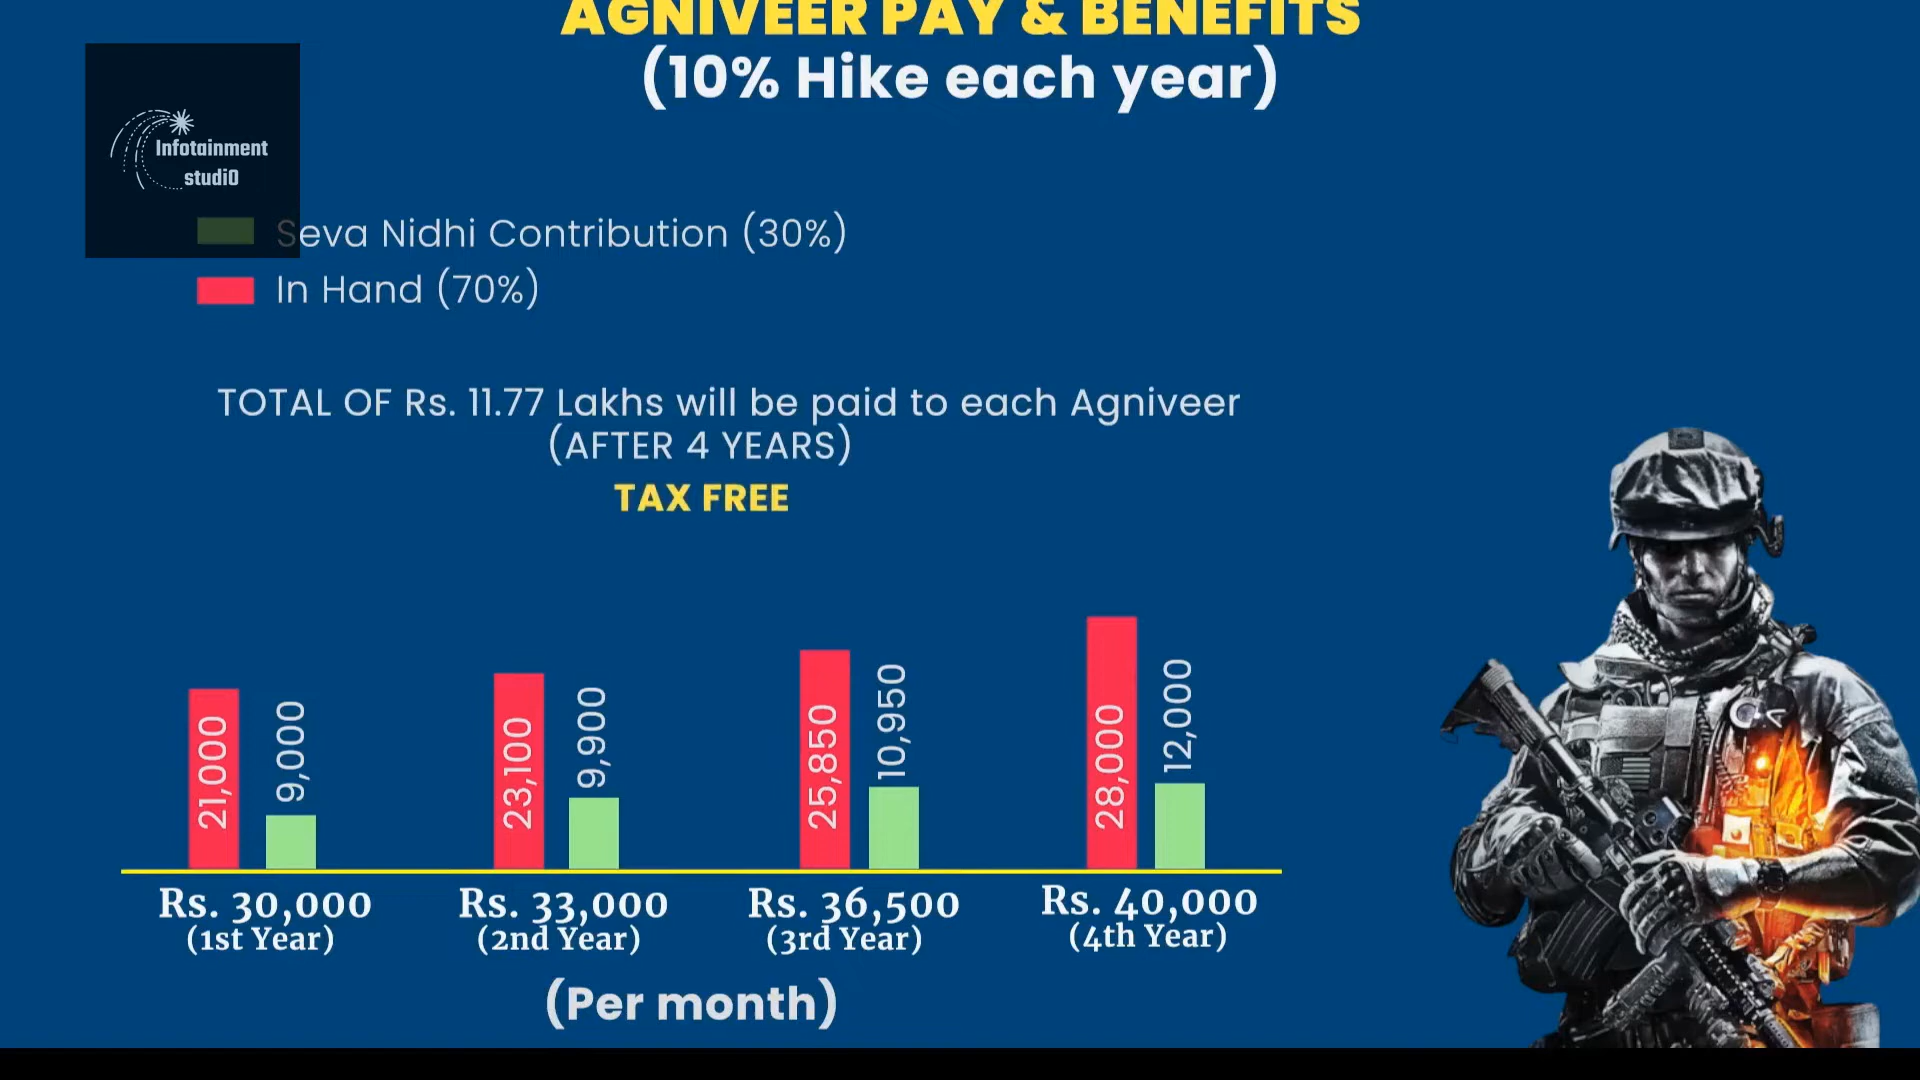 AGNIVEER PAY & BENEFITS
(10% Hike each year)
Infotainment
studi0
Seva Nidhi Contribution (30%)
In Hand (70%)
TOTAL OF Rs. 11.77 Lakhs will be paid to each Agniveer
(AFTER 4 YEARS)
TAX FREE
21,000
9,000
23,100
9,900
25,850
10,950
28,000
12,000
Rs. 30,000
(1st Year)
Rs. 33,000
(2nd Year)
Rs. 36,500
(3rd Year)
Rs. 40,000
(4th Year)
(Per month)